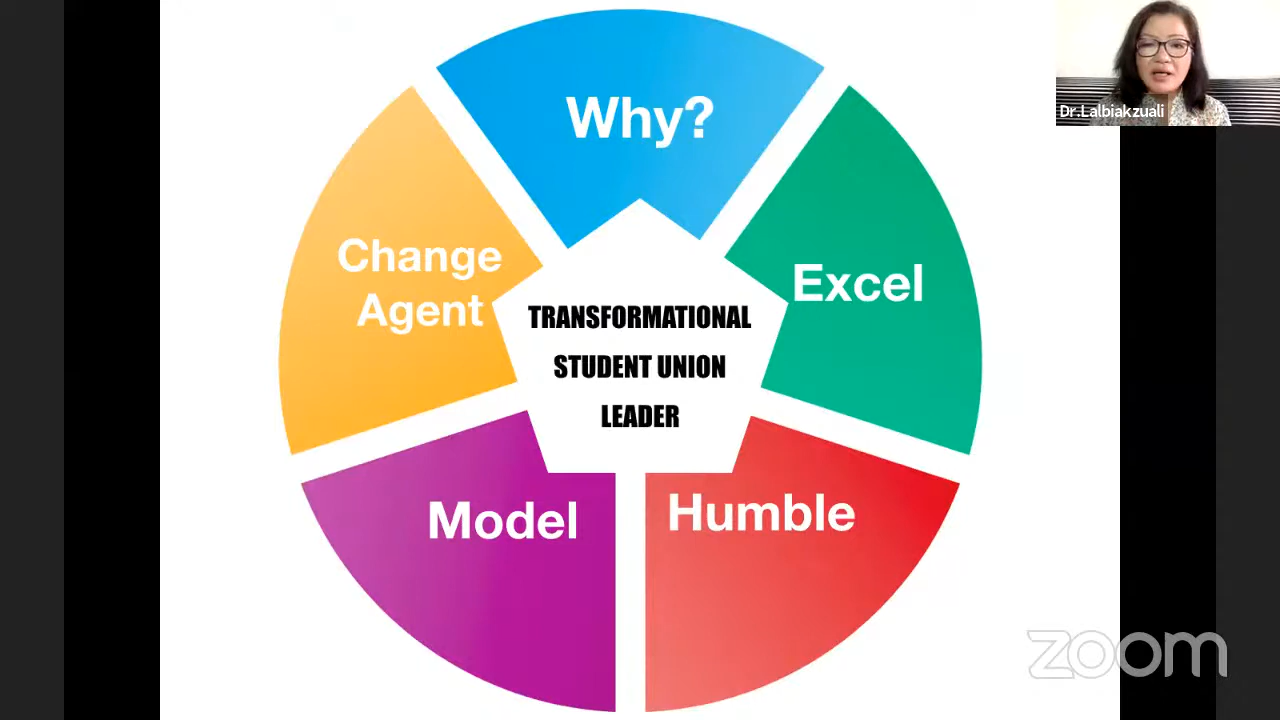 Why?
Dr.Lalbiakzuali
Change
Agent
Excel
TRANSFORMATIONAL
STUDENT UNION
LEADER
Model
Humble
zoom